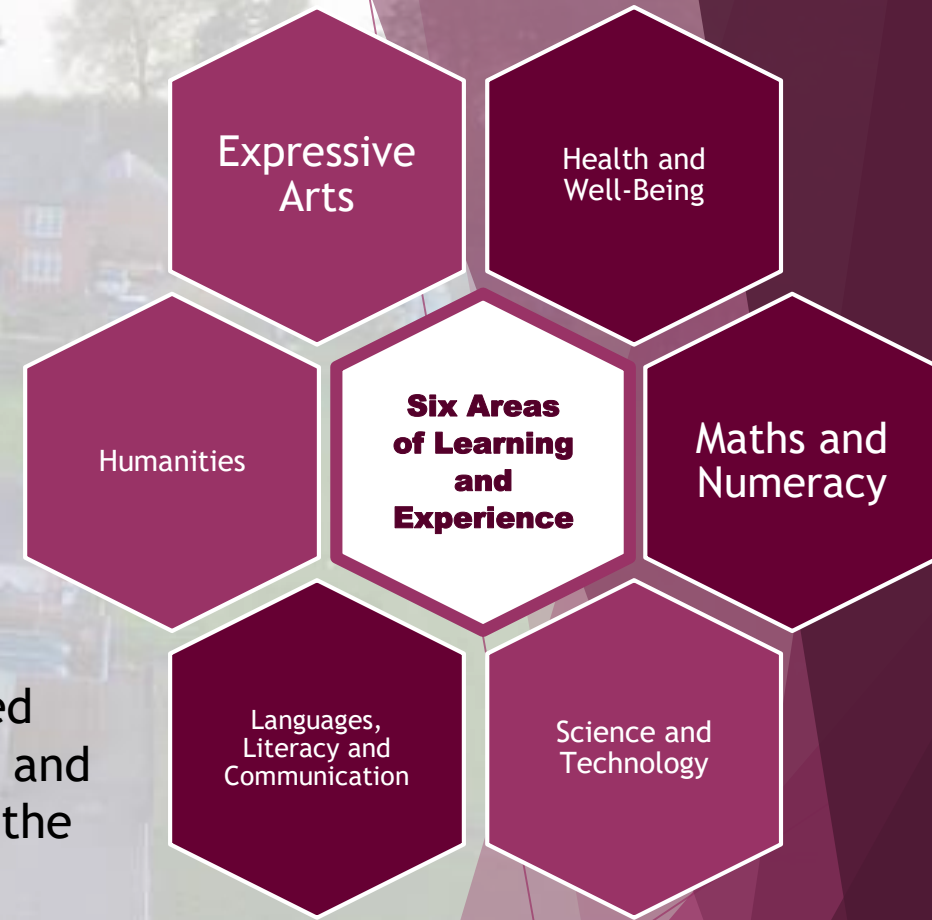 Expressive
Arts
Health and
Well-Being
Humanities
Six Areas
of Learning
and
Experience
Maths and
Numeracy
Languages,
Literacy and
Communication
Science and
Technology
and
the